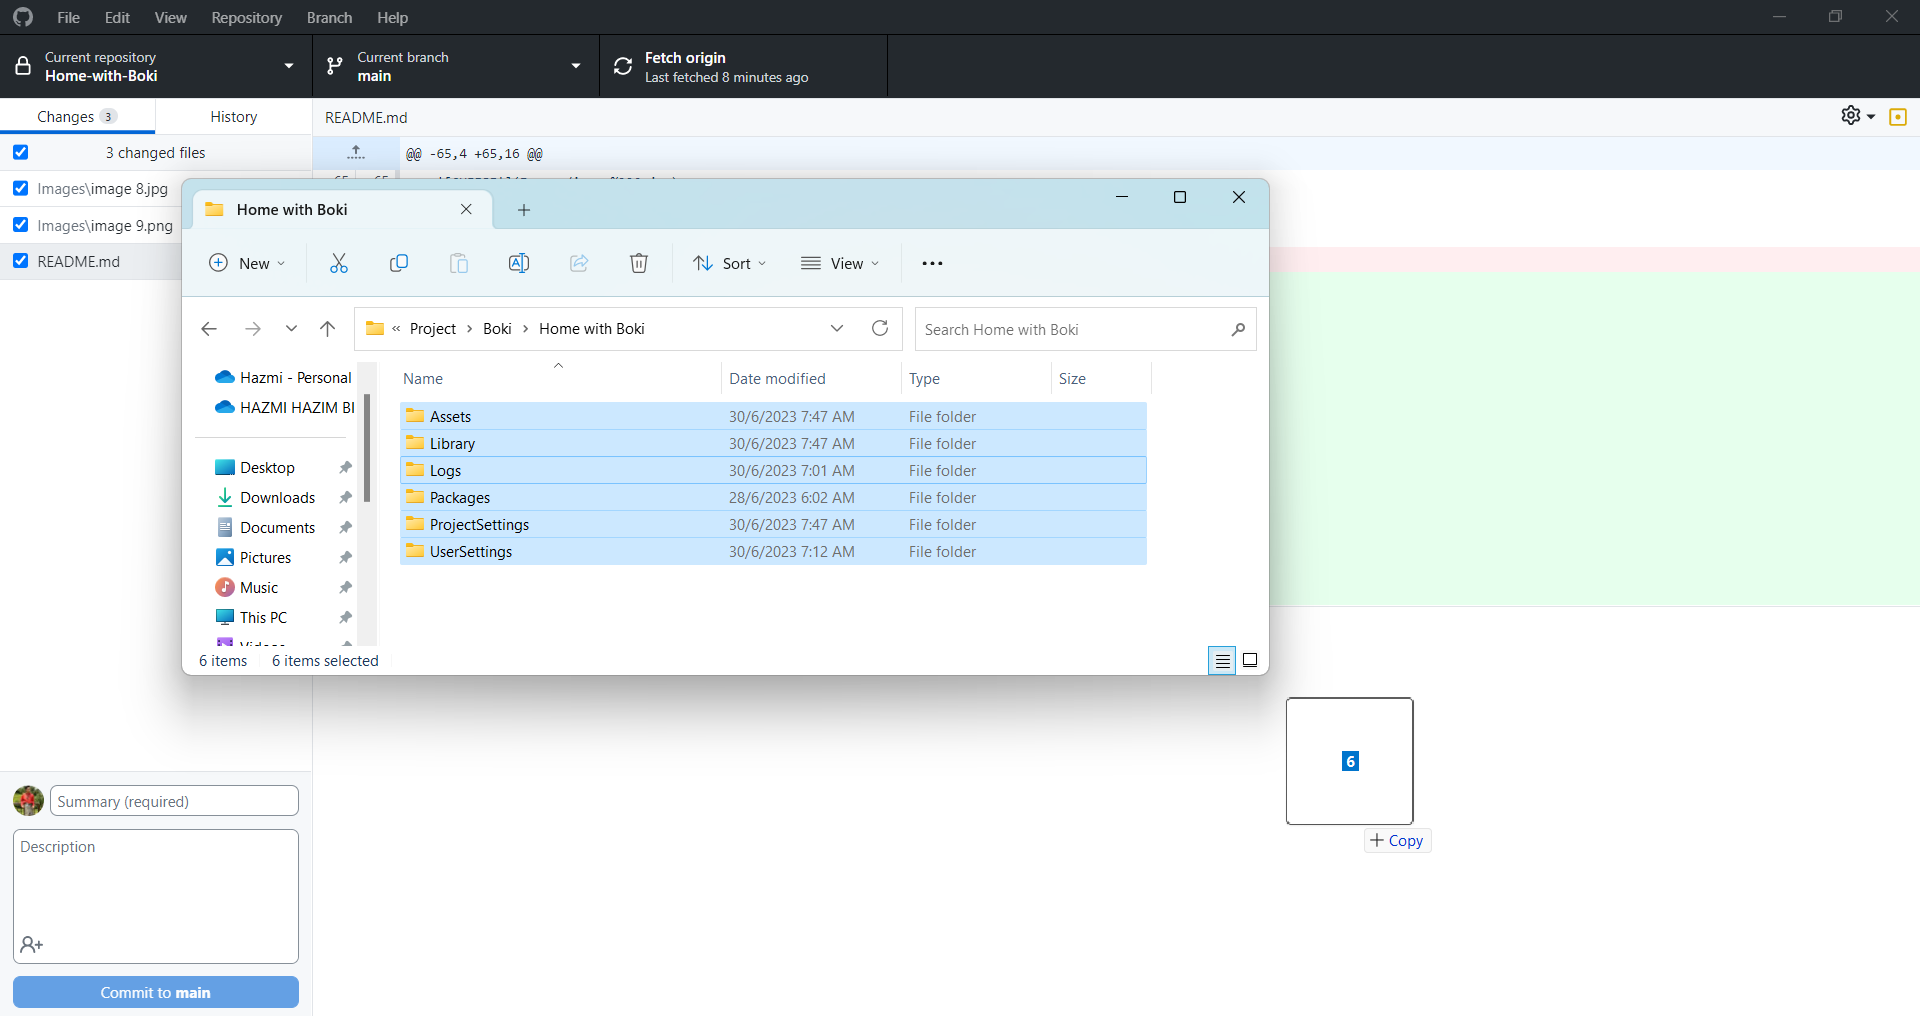 File Edit View Repository Branch Help
Current repository
Home-with-Boki
Current branch
main
Fetch origin
Last fetched 8 minutes ago
Changes 3
History
README.md
3 changed files
@@ -65,4 +65,16 @@
Images\image 8.jpg
Images\image 9.png
README.md
Home with Boki
New
Sort
View
« Project > Boki > Home with Boki
Search Home with Boki
Hazmi - Personal
HAZMI HAZIM BI
Desktop
Downloads
Documents
Pictures
Music
This PC
Name Date modified Type Size
Assets 30/6/2023 7:47 AM File folder
Library 30/6/2023 7:47 AM File folder
Logs 30/6/2023 7:01 AM File folder
Packages 28/6/2023 6:02 AM File folder
ProjectSettings 30/6/2023 7:47 AM File folder
UserSettings 30/6/2023 7:12 AM File folder
6 items 6 items selected
6
+ Copy
Summary (required)
Description
Commit to main